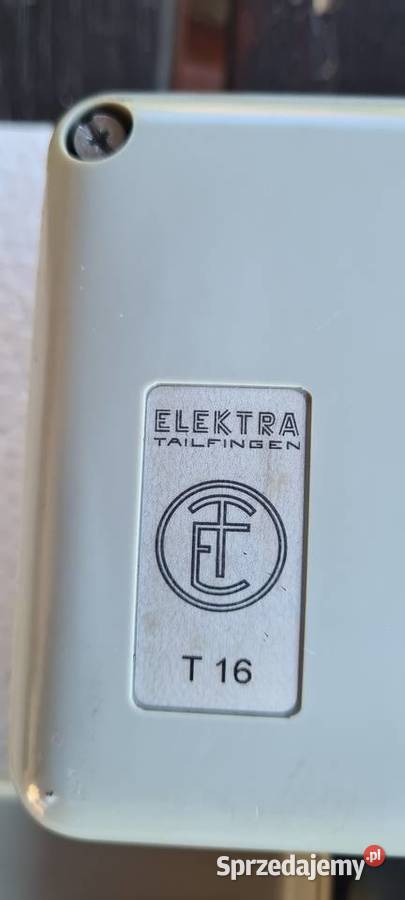 ELEKTRA
TAILFINGEN
ET
T 16
Sprzedajemy.pl